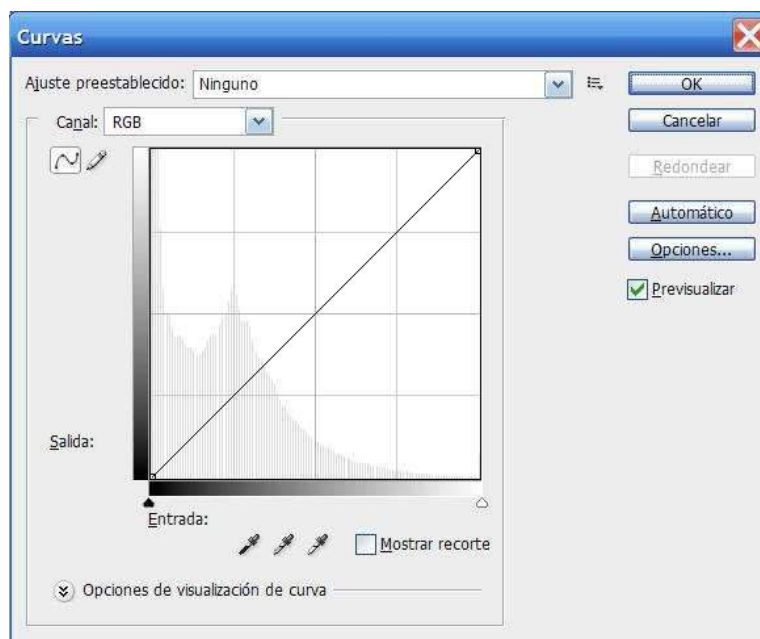 Curvas
Ajuste preestablecido: Ninguno
OK
Canal: RGB
Cancelar
Redondear
Automático
Opciones...
Previsualizar
Salida:
Entrada:
Mostrar recorte
Opciones de visualización de curva